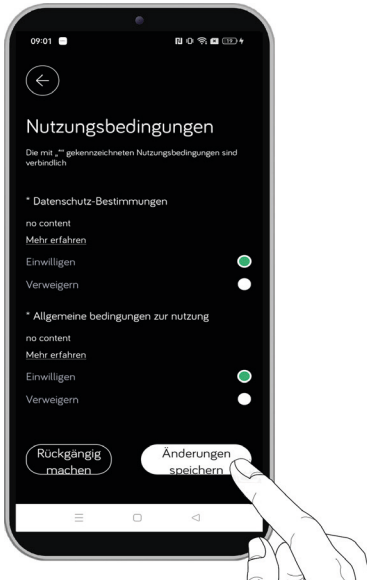 09:01
Nutzungsbedingungen
Die mit „*“ gekennzeichneten Nutzungsbedingungen sind
verbindlich
* Datenschutz-Bestimmungen
no content
Mehr erfahren
Einwilligen
Verweigern
* Allgemeine bedingungen zur nutzung
no content
Mehr erfahren
Einwilligen
Verweigern
Rückgängig
machen
Änderungen
speichern